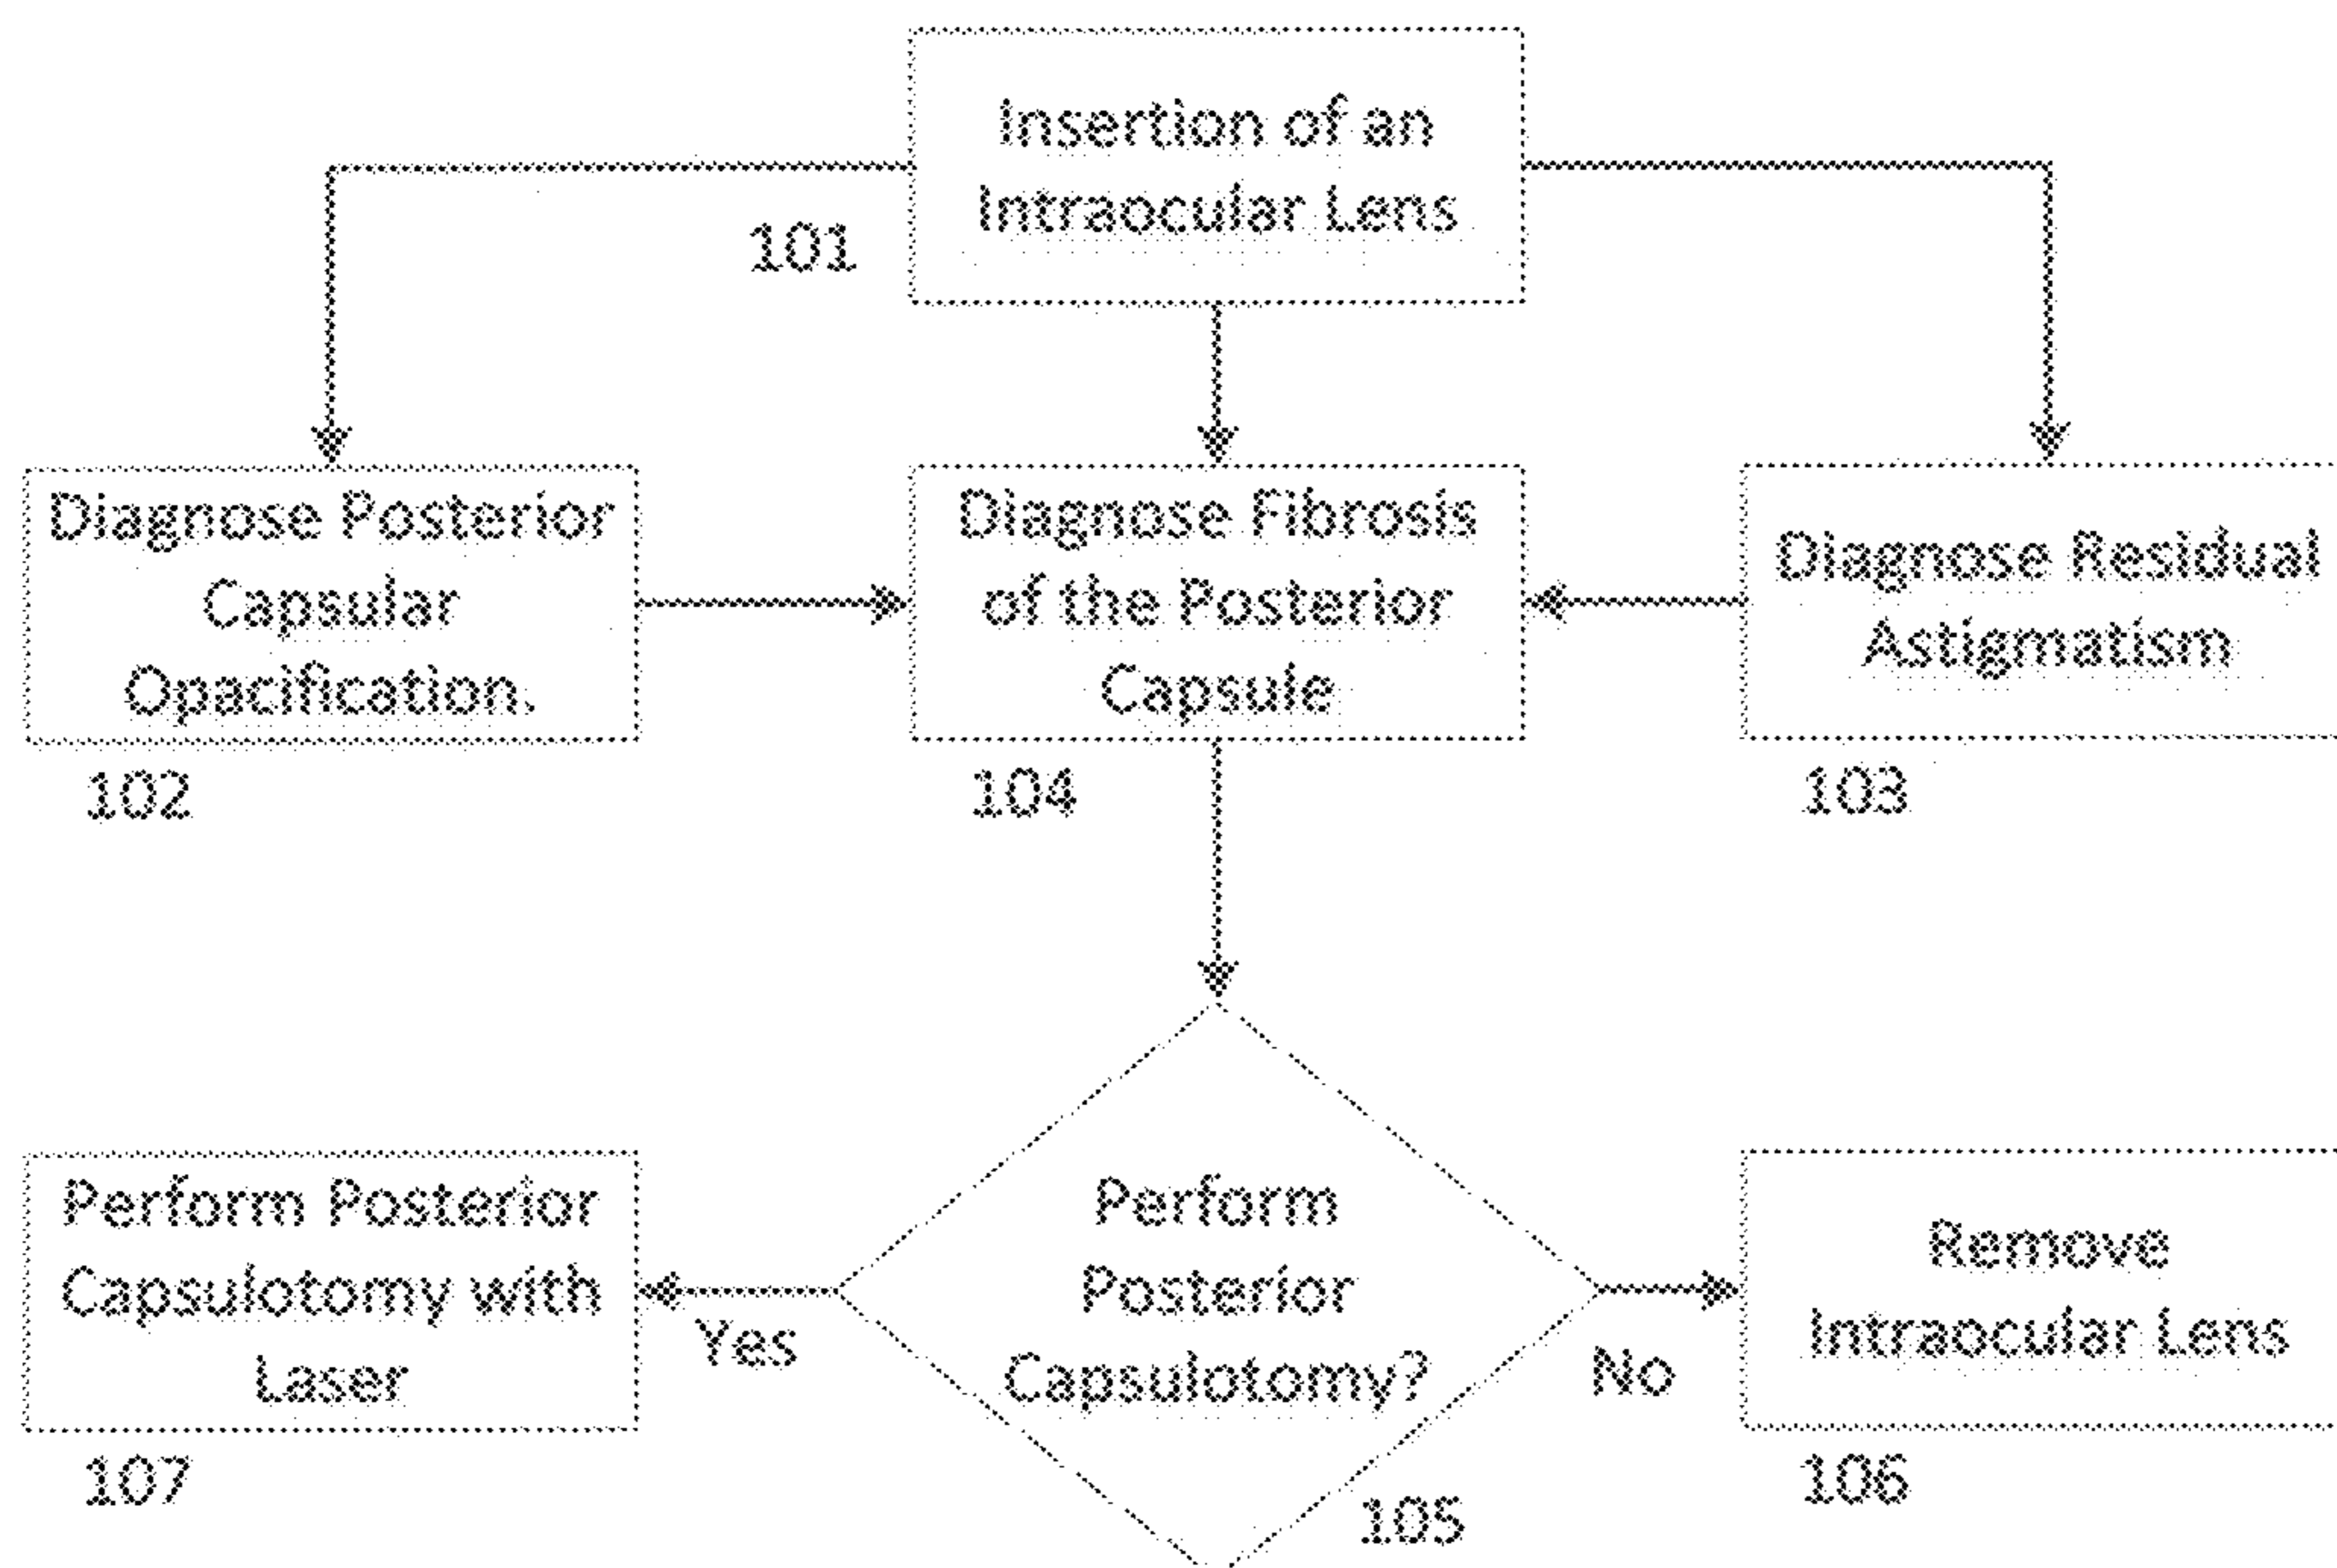 Insertion of an
Intraocular Lens
101
Diagnose Posterior
Capsular
Opacification.
102
Diagnose Fibrosis
of the Posterior
Capsule
104
Diagnose Residual
Astigmatism
103
Perform Posterior
Capsulotomy with
Laser
107
Yes
Perform
Posterior
Capsulotomy?
105
No
Remove
Intraocular Lens
106